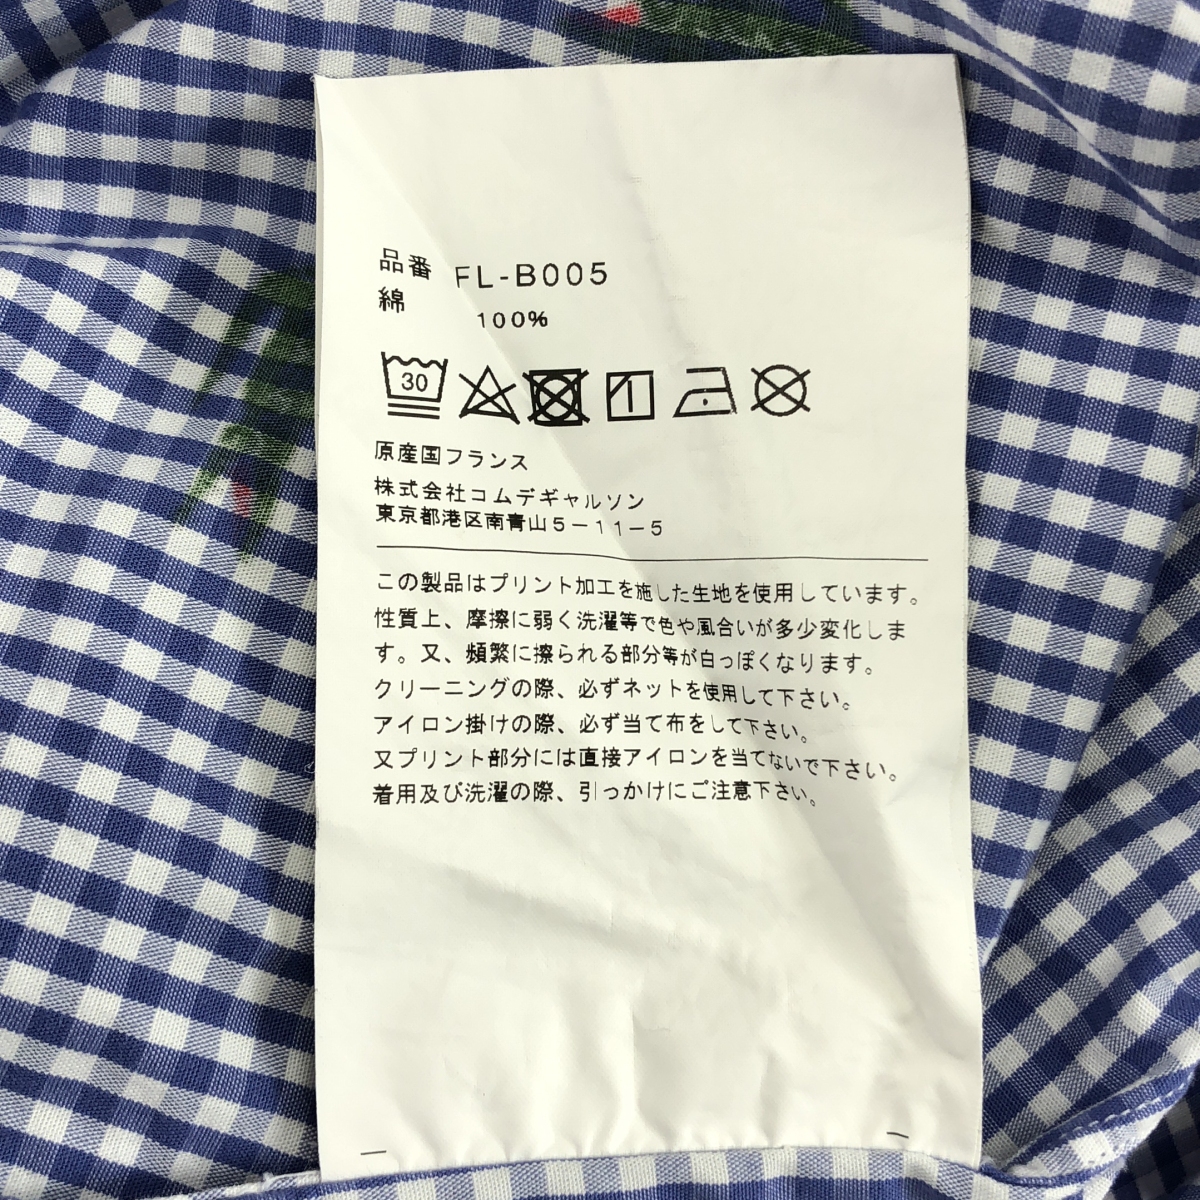 品番 FL-B005
綿 100%
30
原産国フランス
株式会社コムデギャルソン
東京都港区南青山5-11-5
この製品はプリント加工を施した生地を使用しています。
性質上、摩擦に弱く洗濯等で色や風合いが多少変化しま
す。又、頻繁に擦られる部分等が白っぽくなります。
クリーニングの際、必ずネットを使用して下さい。
アイロン掛けの際、必ず当て布をして下さい。
又プリント部分には直接アイロンを当てないで下さい。
着用及び洗濯の際、引っかけにご注意下さい。